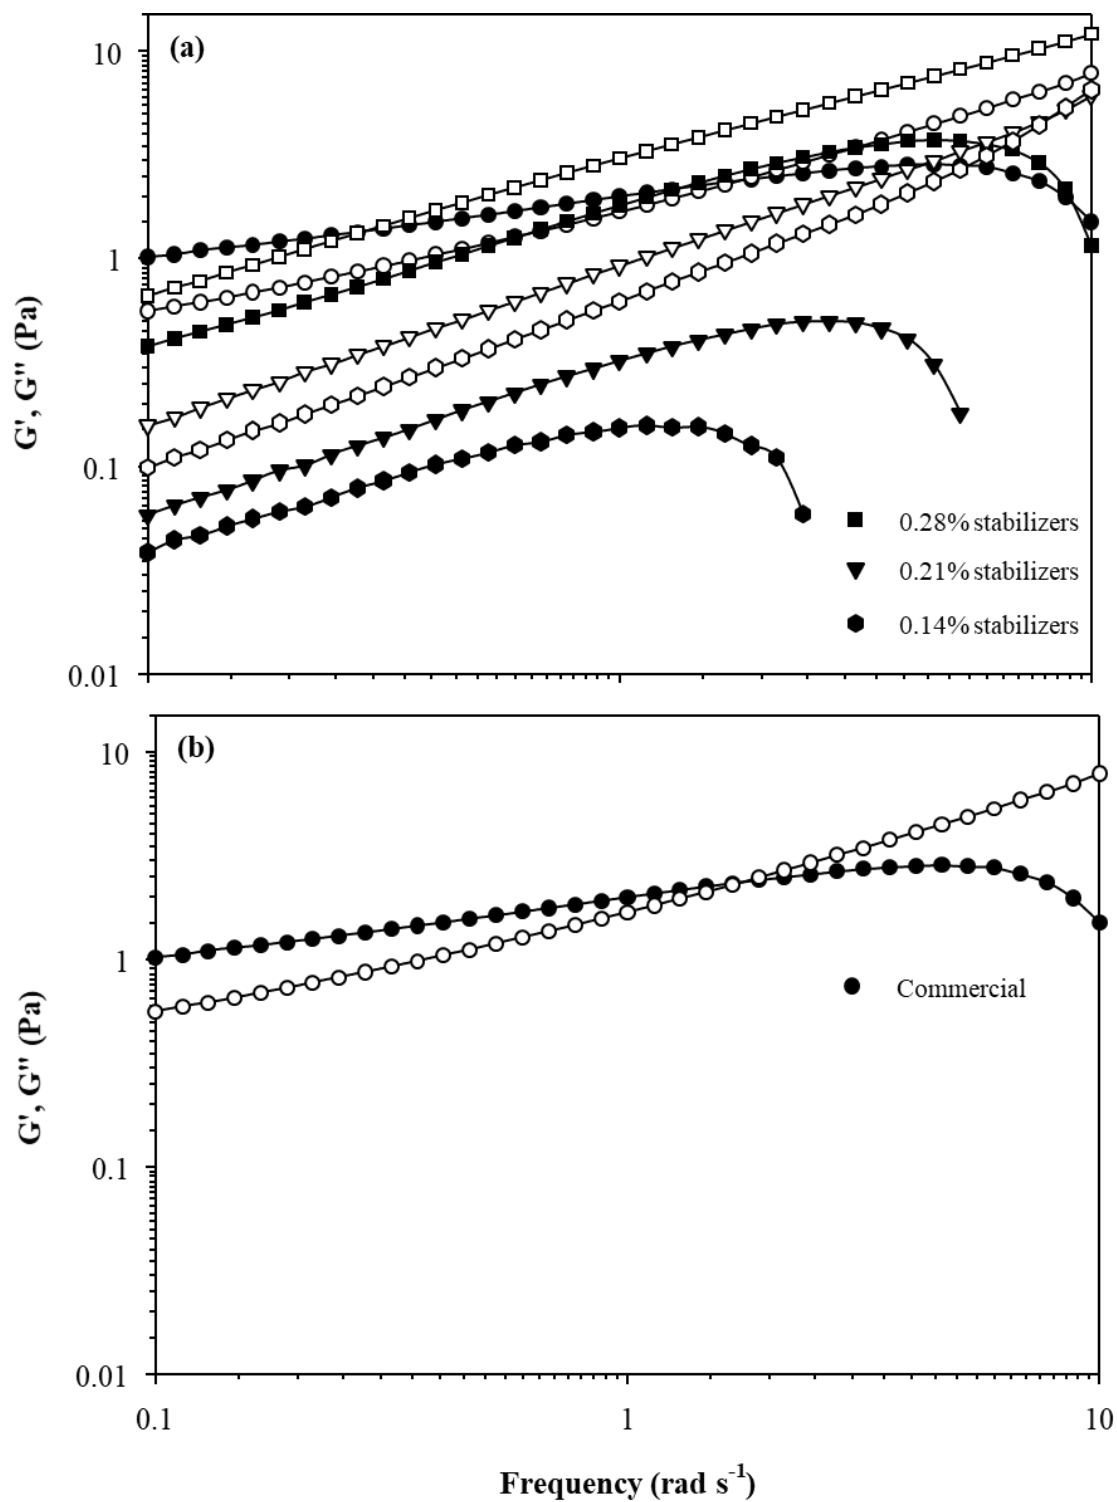 (a)
10
1
0.1
0.01
G', G" (Pa)
0.28% stabilizers
0.21% stabilizers
0.14% stabilizers
(b)
10
1
0.1
0.01
G', G" (Pa)
Commercial
0.1 1 10
Frequency (rad s⁻¹)